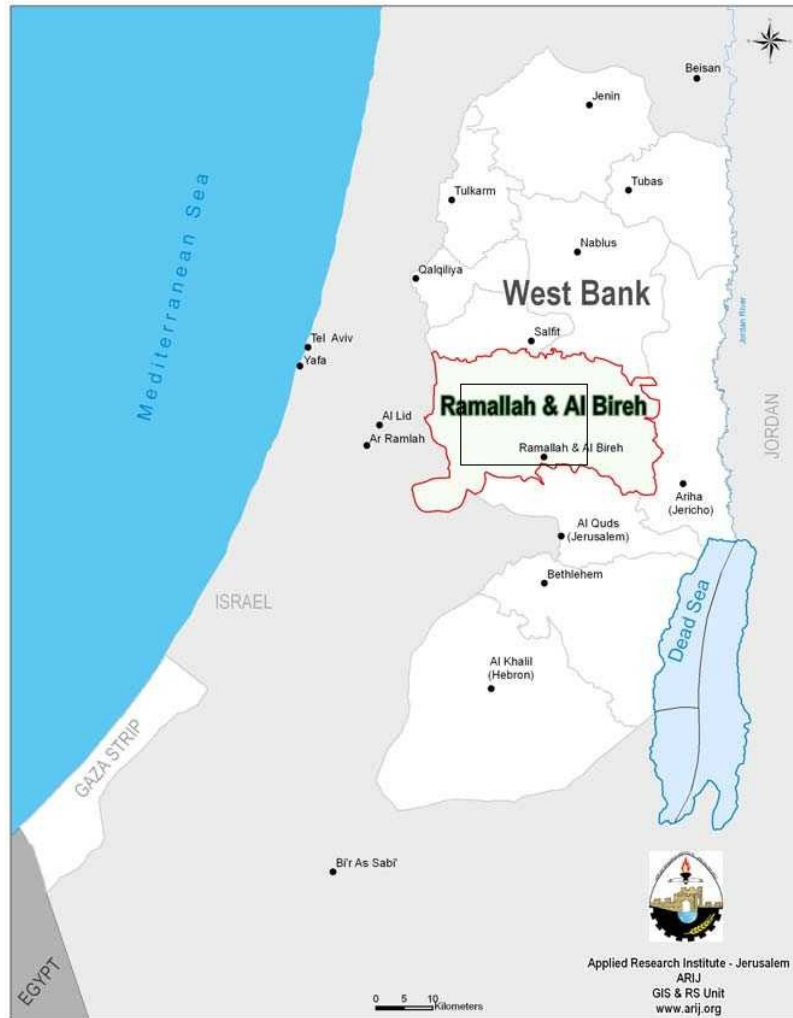 Beisan
Jenin
Tulkarm
Tubas
Nablus
Qalqiliya
West Bank
Mediterranean Sea
Jordan River
Salfit
Tel Aviv
Yafa
Ramallah & Al Bireh
Al Lid
Ar Ramlah
Ramallah & Al Bireh
JORDAN
Ariha
(Jericho)
Al Quds
(Jerusalem)
Bethlehem
ISRAEL
Dead Sea
Al Khalil
(Hebron)
GAZA STRIP
Bi'r As Sabi'
EGYPT
Applied Research Institute - Jerusalem
ARIJ
GIS & RS Unit
www.arij.org
0 5 10
Kilometers